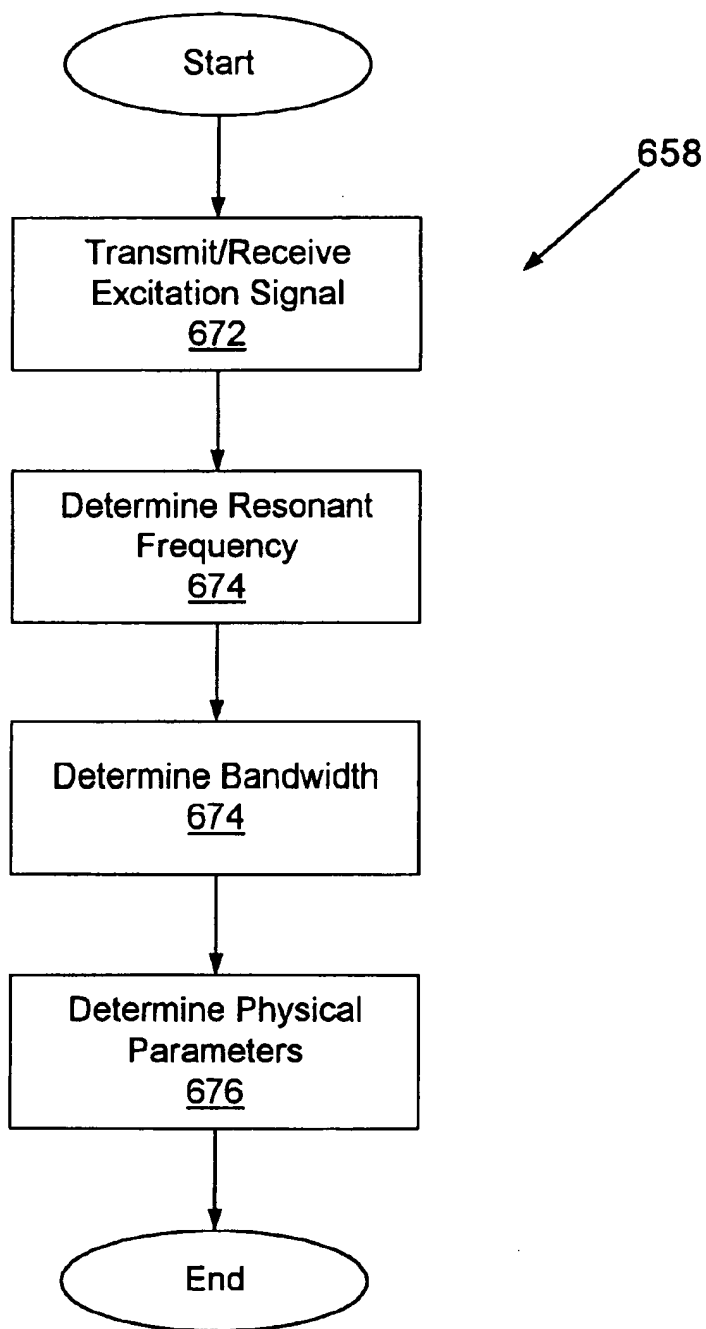 Start
658
Transmit/Receive
Excitation Signal
672
Determine Resonant
Frequency
674
Determine Bandwidth
674
Determine Physical
Parameters
676
End